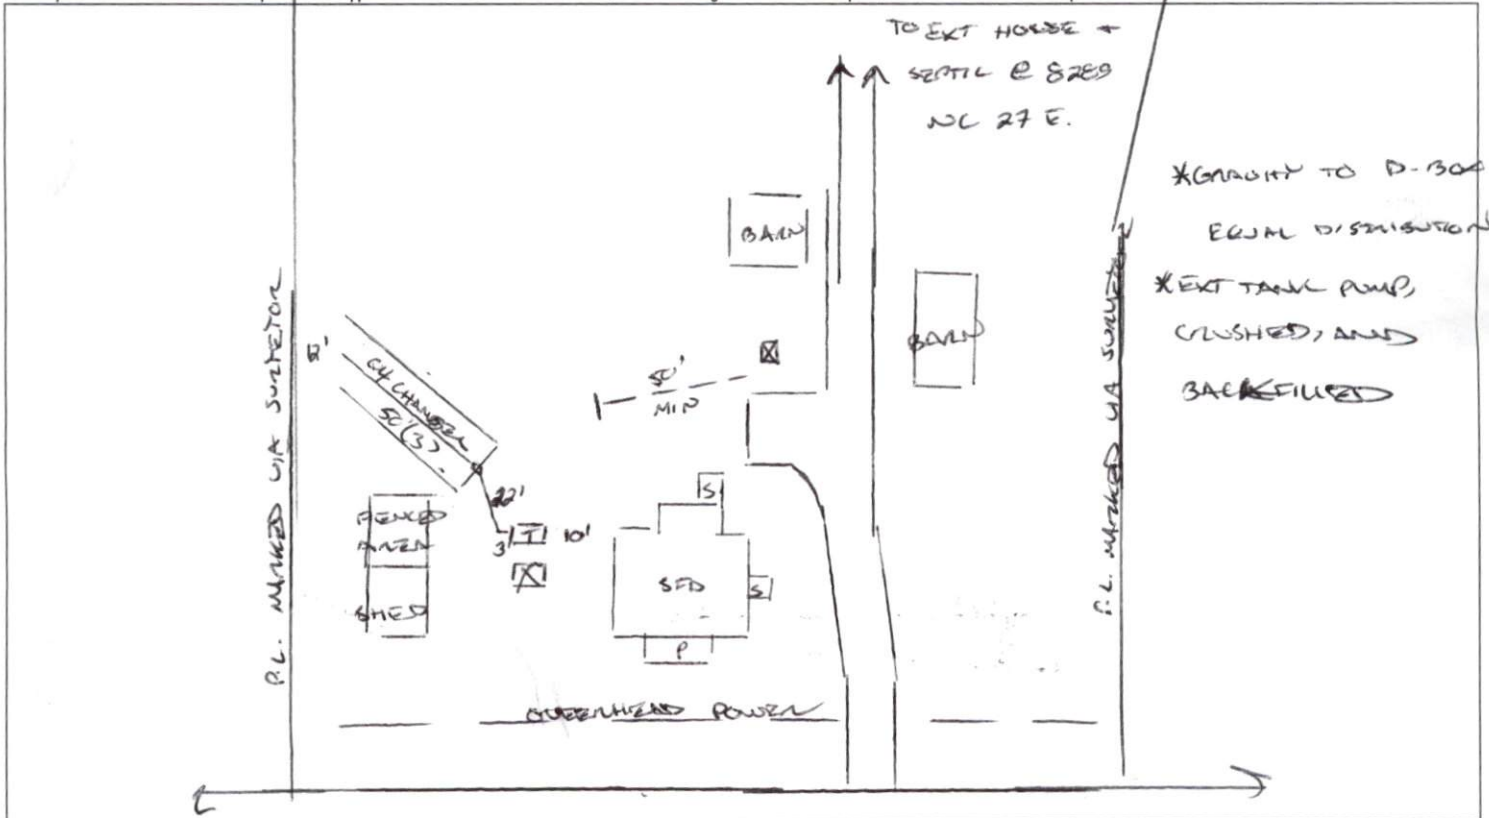 TO EXT HOUSE +
SEPTIC @ 8289
NC 27 E.
*GRAVITY TO D-BOX
EQUAL DISTRIBUTION
*EXT TANK PUMP,
CRUSHED, AND
BACKFILLED
BARN
BARN
P.L. MARKED VIA SURVEYOR
P.L. MARKED VIA SURVEYOR
12'
CHAMBER
50'(3)
50'
MIN
22'
3'
T
10'
S
FENCED
AREA
SHED
SFD
S
P
OVERHEAD POWER